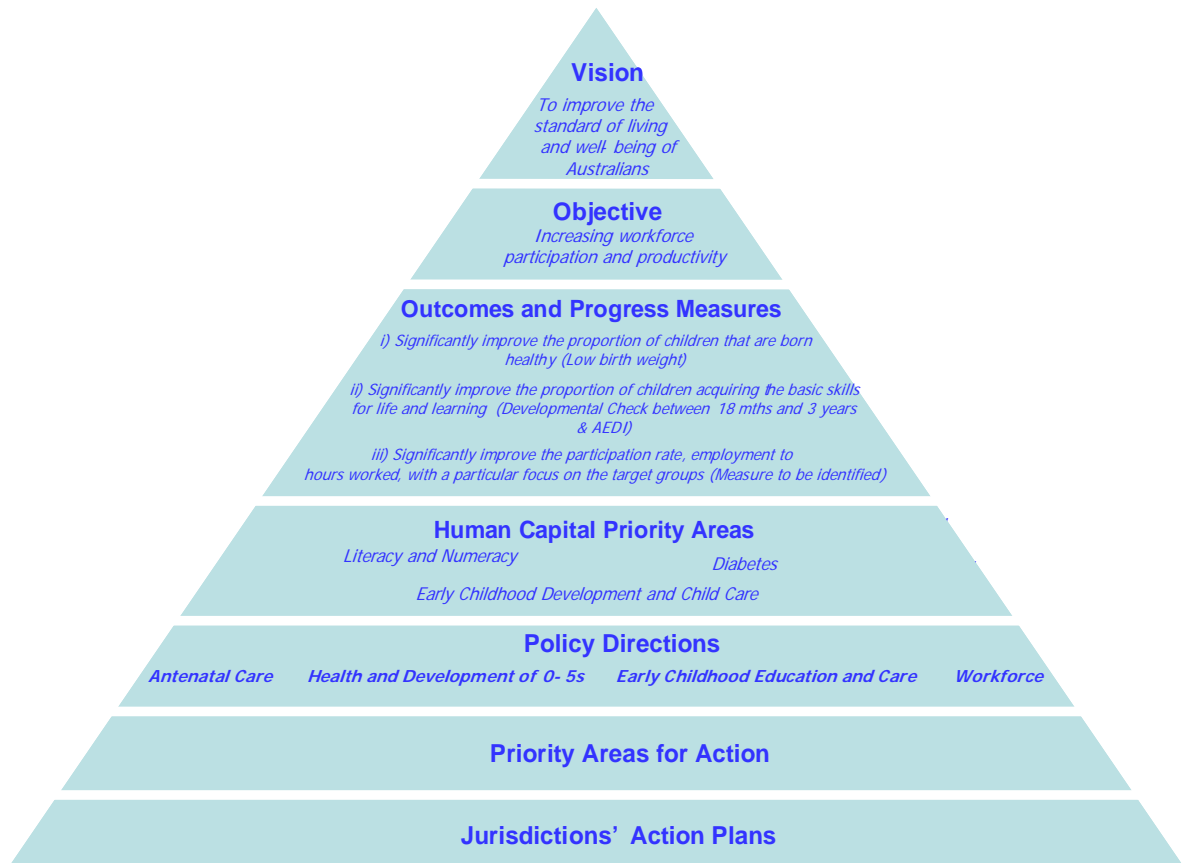 Vision
To improve the
standard of living
and well- being of
Australians
Objective
Increasing workforce
participation and productivity
Outcomes and Progress Measures
i) Significantly improve the proportion of children that are born
healthy (Low birth weight)
ii) Significantly improve the proportion of children acquiring the basic skills
for life and learning (Developmental Check between 18 mths and 3 years
& AEDI)
iii) Significantly improve the participation rate, employment to
hours worked, with a particular focus on the target groups (Measure to be identified)
Human Capital Priority Areas
Literacy and Numeracy
Diabetes
Early Childhood Development and Child Care
Policy Directions
Antenatal Care Health and Development of 0- 5s Early Childhood Education and Care Workforce
Priority Areas for Action
Jurisdictions’ Action Plans